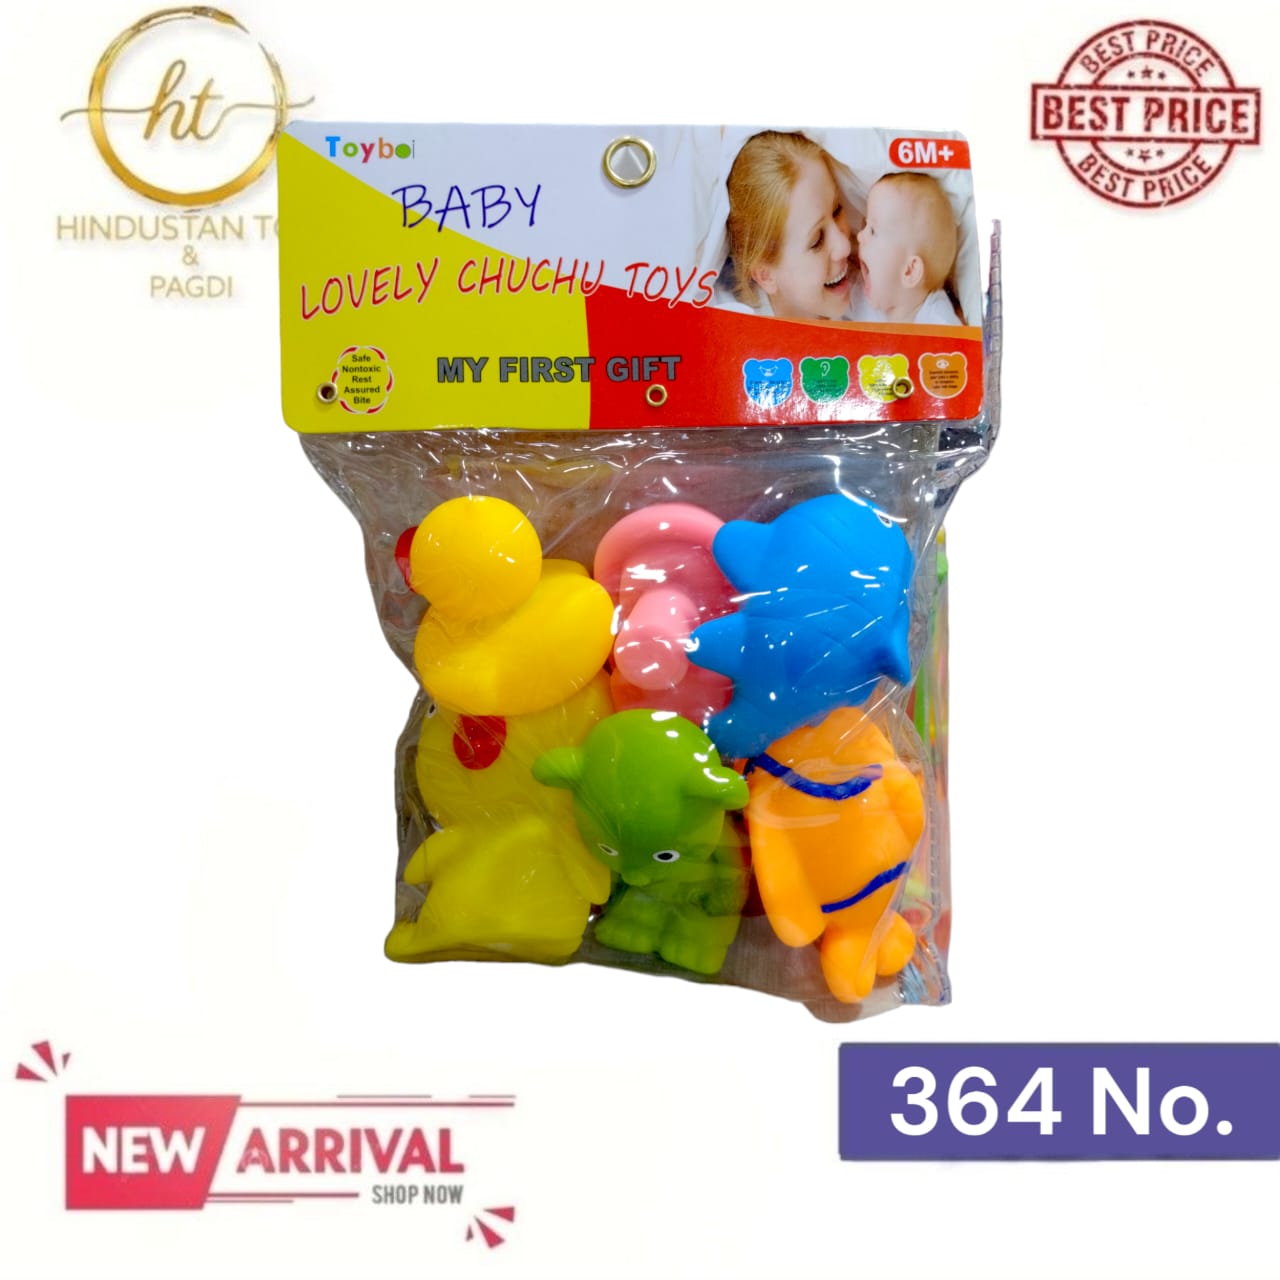 ht
HINDUSTAN TO
&
PAGDI
BEST PRICE
BEST PRICE
BEST PRICE
Toyboi
6M+
BABY
LOVELY CHUCHU TOYS
Safe
Nontoxic
Rest
Assured
Bite
MY FIRST GIFT
NEW ARRIVAL
SHOP NOW
364 No.